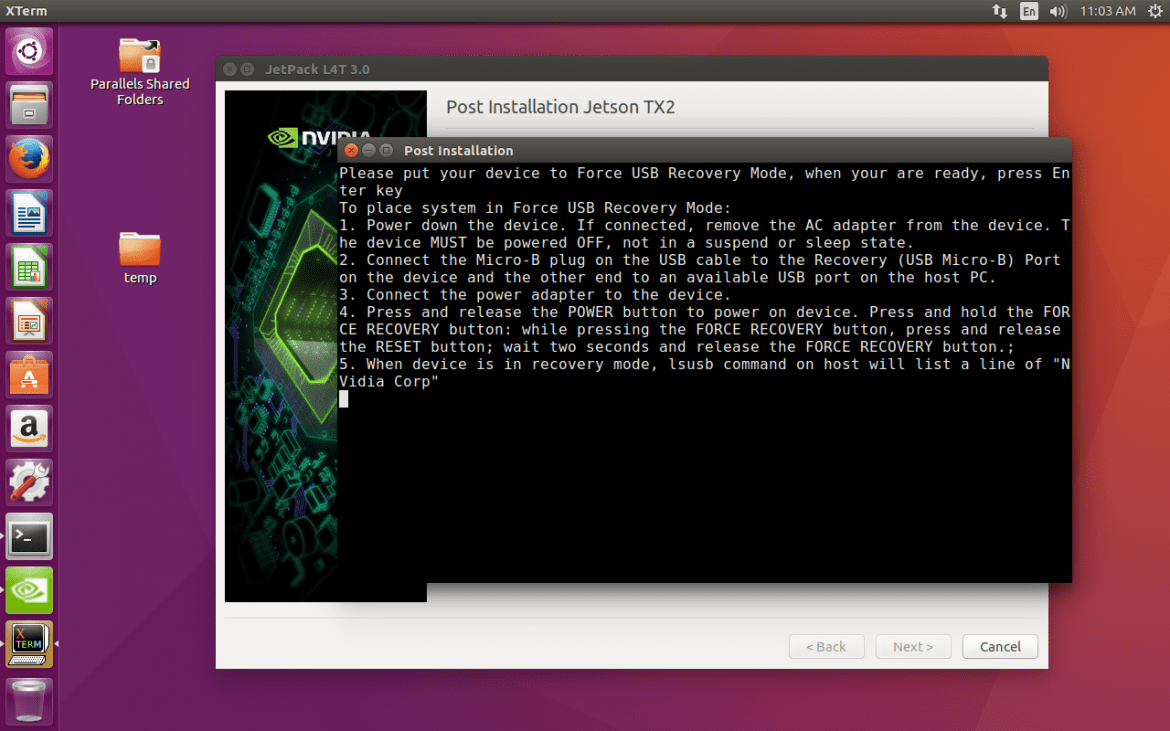 XTerm
En
11:03 AM
Parallels Shared
Folders
temp
JetPack L4T 3.0
Post Installation Jetson TX2
NVIDIA
Post Installation
Please put your device to Force USB Recovery Mode, when your are ready, press En
ter key
To place system in Force USB Recovery Mode:
1. Power down the device. If connected, remove the AC adapter from the device. T
he device MUST be powered OFF, not in a suspend or sleep state.
2. Connect the Micro-B plug on the USB cable to the Recovery (USB Micro-B) Port
on the device and the other end to an available USB port on the host PC.
3. Connect the power adapter to the device.
4. Press and release the POWER button to power on device. Press and hold the FOR
CE RECOVERY button: while pressing the FORCE RECOVERY button, press and release
the RESET button; wait two seconds and release the FORCE RECOVERY button.;
5. When device is in recovery mode, lsusb command on host will list a line of "N
Vidia Corp"
< Back
Next >
Cancel
a
>_
X
TERM